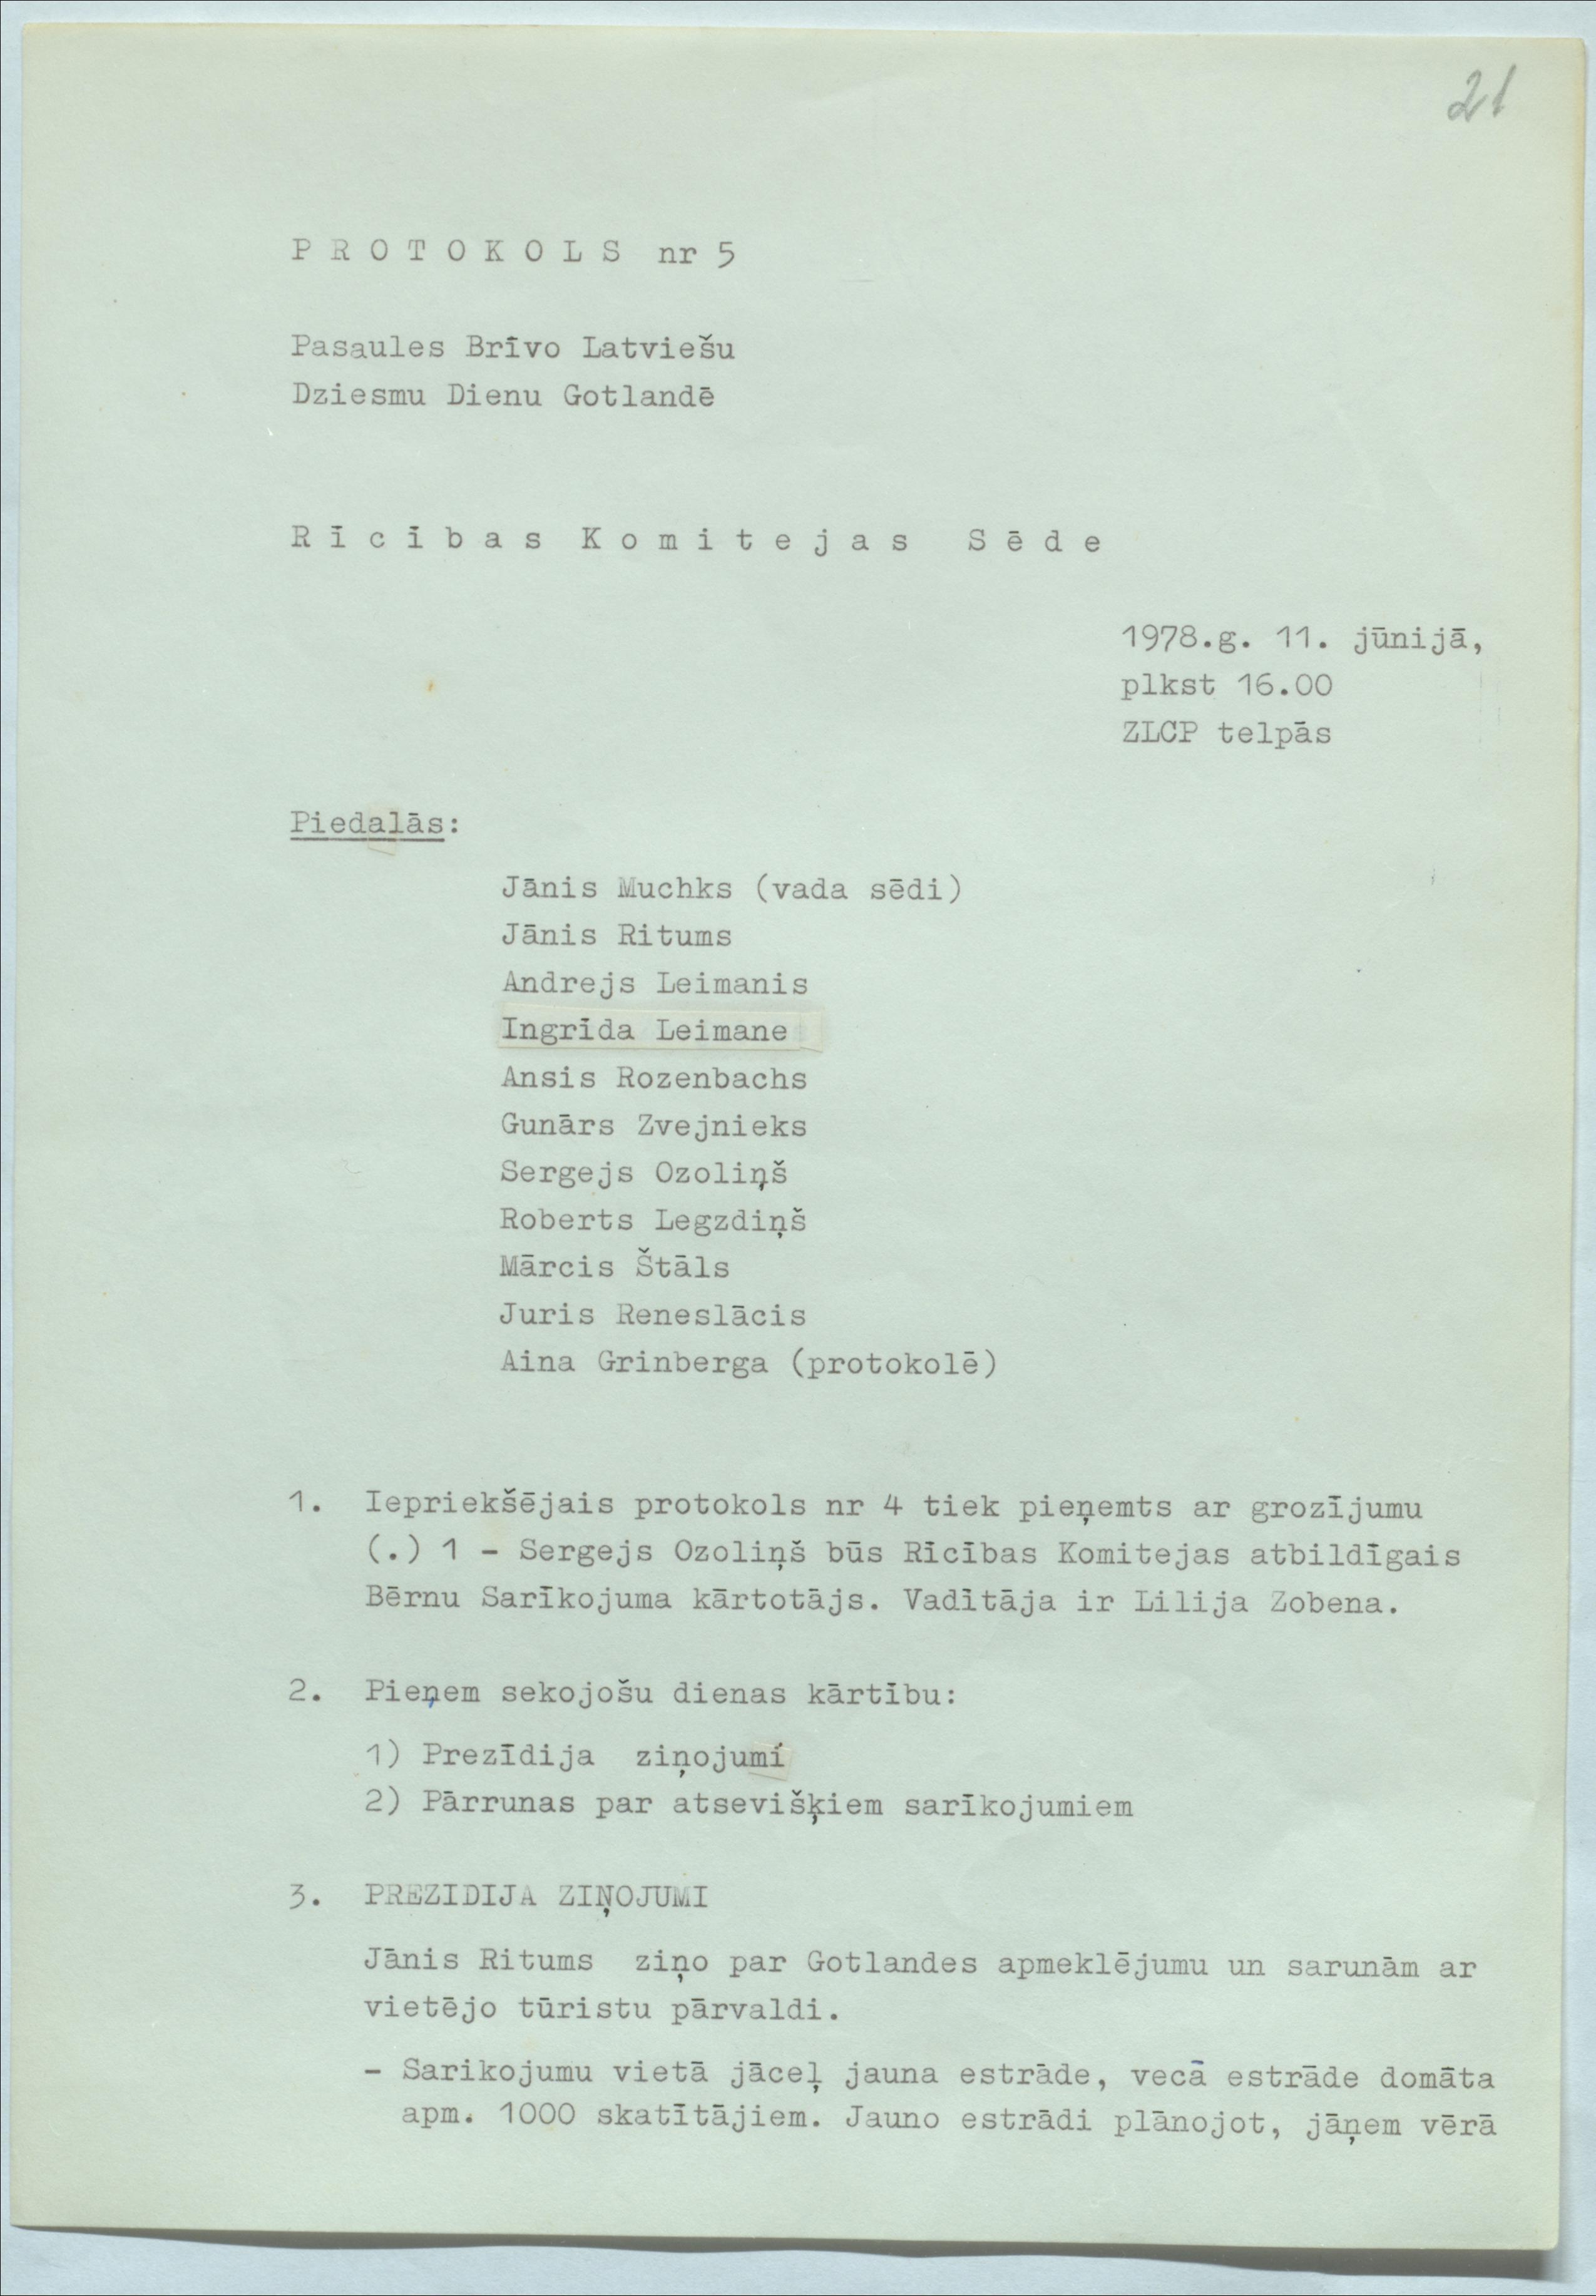 21
P R O T O K O L S nr 5
Pasaules Brīvo Latviešu
Dziesmu Dienu Gotlandē
R ī c ī b a s K o m i t e j a s S ē d e
1978.g. 11. jūnijā,
plkst 16.00
ZLCP telpās
Piedalās:
Jānis Muchks (vada sēdi)
Jānis Ritums
Andrejs Leimanis
Ingrīda Leimane
Ansis Rozenbachs
Gunārs Zvejnieks
Sergejs Ozoliņš
Roberts Legzdiņš
Mārcis Štāls
Juris Reneslācis
Aina Grinberga (protokolē)
1. Iepriekšējais protokols nr 4 tiek pieņemts ar grozījumu
(.) 1 - Sergejs Ozoliņš būs Rīcības Komitejas atbildīgais
Bērnu Sarīkojuma kārtotājs. Vadītāja ir Lilija Zobena.
2. Pieņem sekojošu dienas kārtību:
1) Prezīdija ziņojumi
2) Pārrunas par atsevišķiem sarīkojumiem
3. PREZIDIJA ZIŅOJUMI
Jānis Ritums ziņo par Gotlandes apmeklējumu un sarunām ar
vietējo tūristu pārvaldi.
- Sarikojumu vietā jāceļ jauna estrāde, vecā estrāde domāta
apm. 1000 skatītājiem. Jauno estrādi plānojot, jāņem vērā